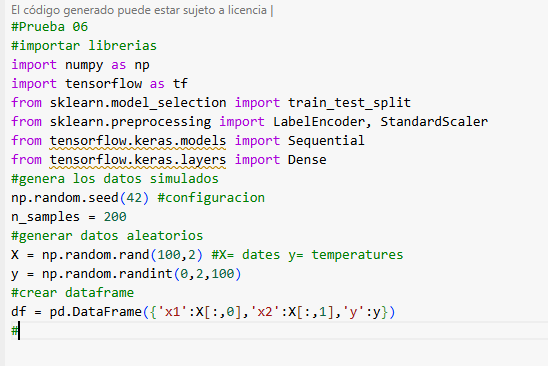 El código generado puede estar sujeto a licencia |
#Prueba 06
#importar librerias
import numpy as np
import tensorflow as tf
from sklearn.model_selection import train_test_split
from sklearn.preprocessing import LabelEncoder, StandardScaler
from tensorflow.keras.models import Sequential
from tensorflow.keras.layers import Dense
#genera los datos simulados
np.random.seed(42) #configuracion
n_samples = 200
#generar datos aleatorios
X = np.random.rand(100,2) #X= dates y= temperatures
y = np.random.randint(0,2,100)
#crear dataframe
df = pd.DataFrame({'x1':X[:,0],'x2':X[:,1],'y':y})
#